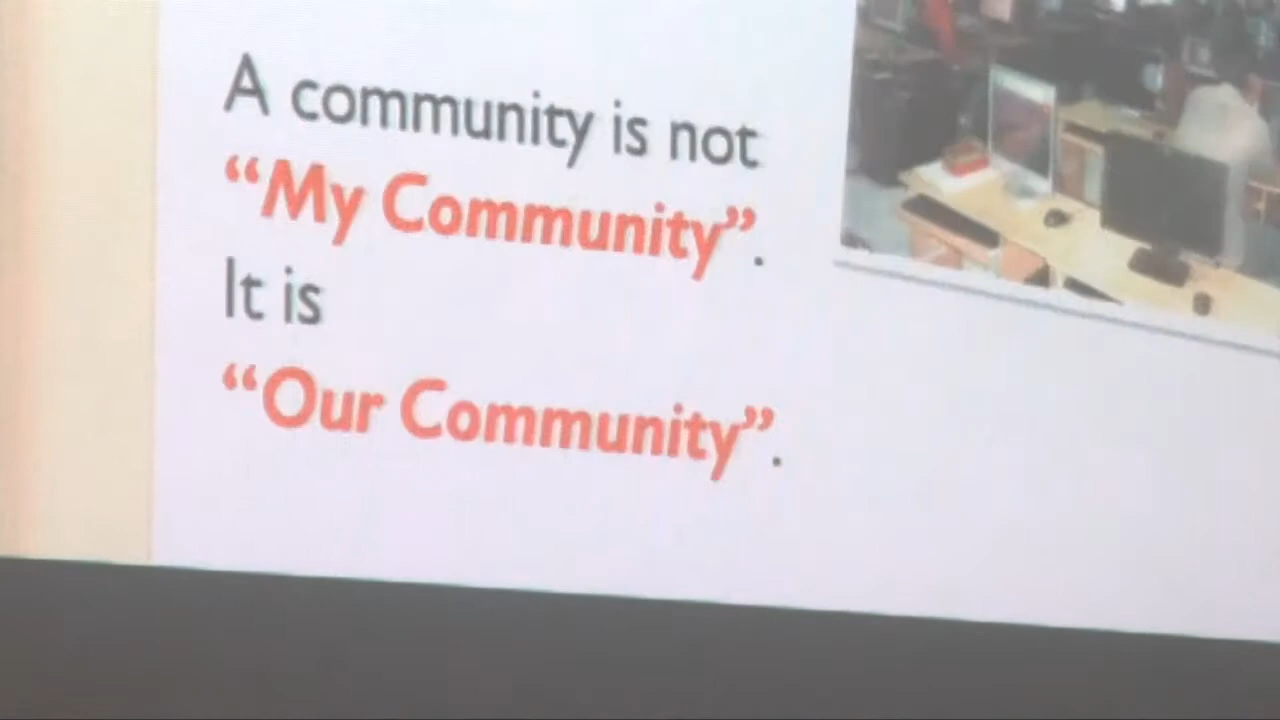 A community is not
“My Community”.
It is
“Our Community”.